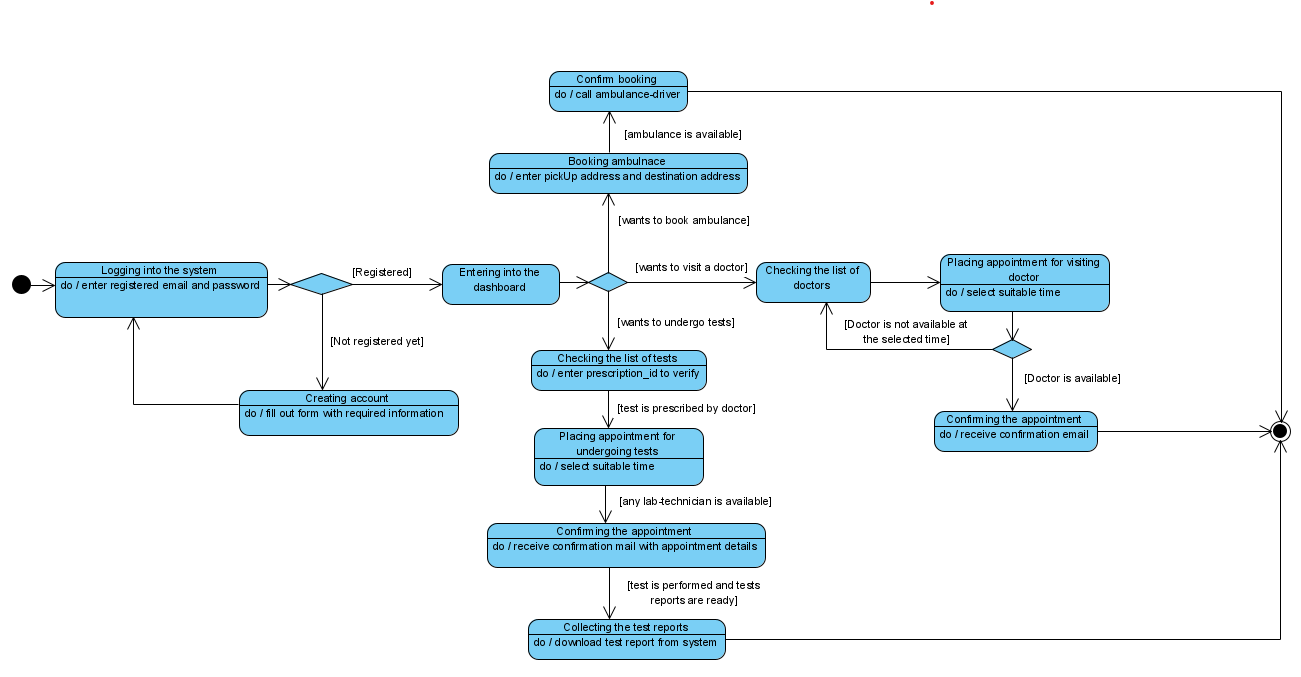 Confirm booking
do / call ambulance-driver
[ambulance is available]
Booking ambulnace
do / enter pickUp address and destination address
[wants to book ambulance]
Logging into the system
do / enter registered email and password
[Registered]
Entering into the
dashboard
[wants to visit a doctor]
Checking the list of
doctors
Placing appointment for visiting
doctor
do / select suitable time
[Not registered yet]
[wants to undergo tests]
[Doctor is not available at
the selected time]
Creating account
do / fill out form with required information
Checking the list of tests
do / enter prescription_id to verify
[Doctor is available]
[test is prescribed by doctor]
Confirming the appointment
do / receive confirmation email
Placing appointment for
undergoing tests
do / select suitable time
[any lab-technician is available]
Confirming the appointment
do / receive confirmation mail with appointment details
[test is performed and tests
reports are ready]
Collecting the test reports
do / download test report from system